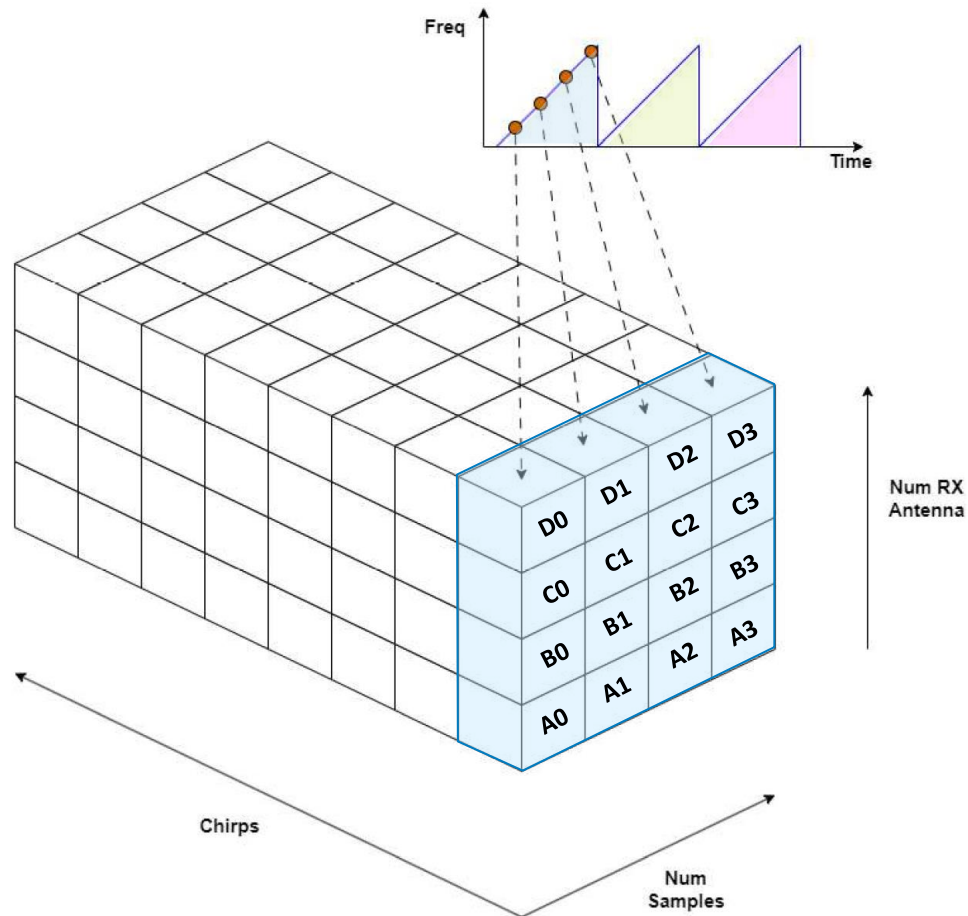 Freq
Time
D0 D1 D2 D3
C0 C1 C2 C3
B0 B1 B2 B3
A0 A1 A2 A3
Num RX
Antenna
Chirps
Num
Samples